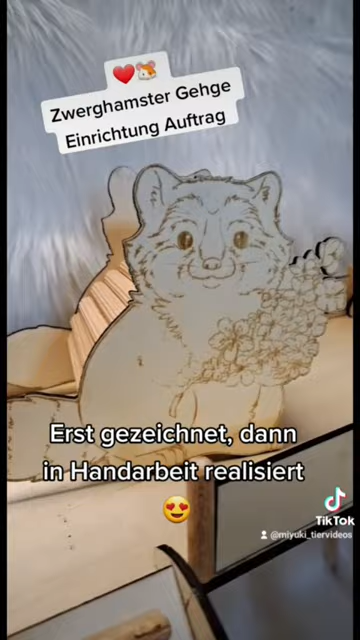 ❤️🐹
Zwerghamster Gehge
Einrichtung Auftrag
Erst gezeichnet, dann
in Handarbeit realisiert
😍
TikTok
@miyuki_tiervideos